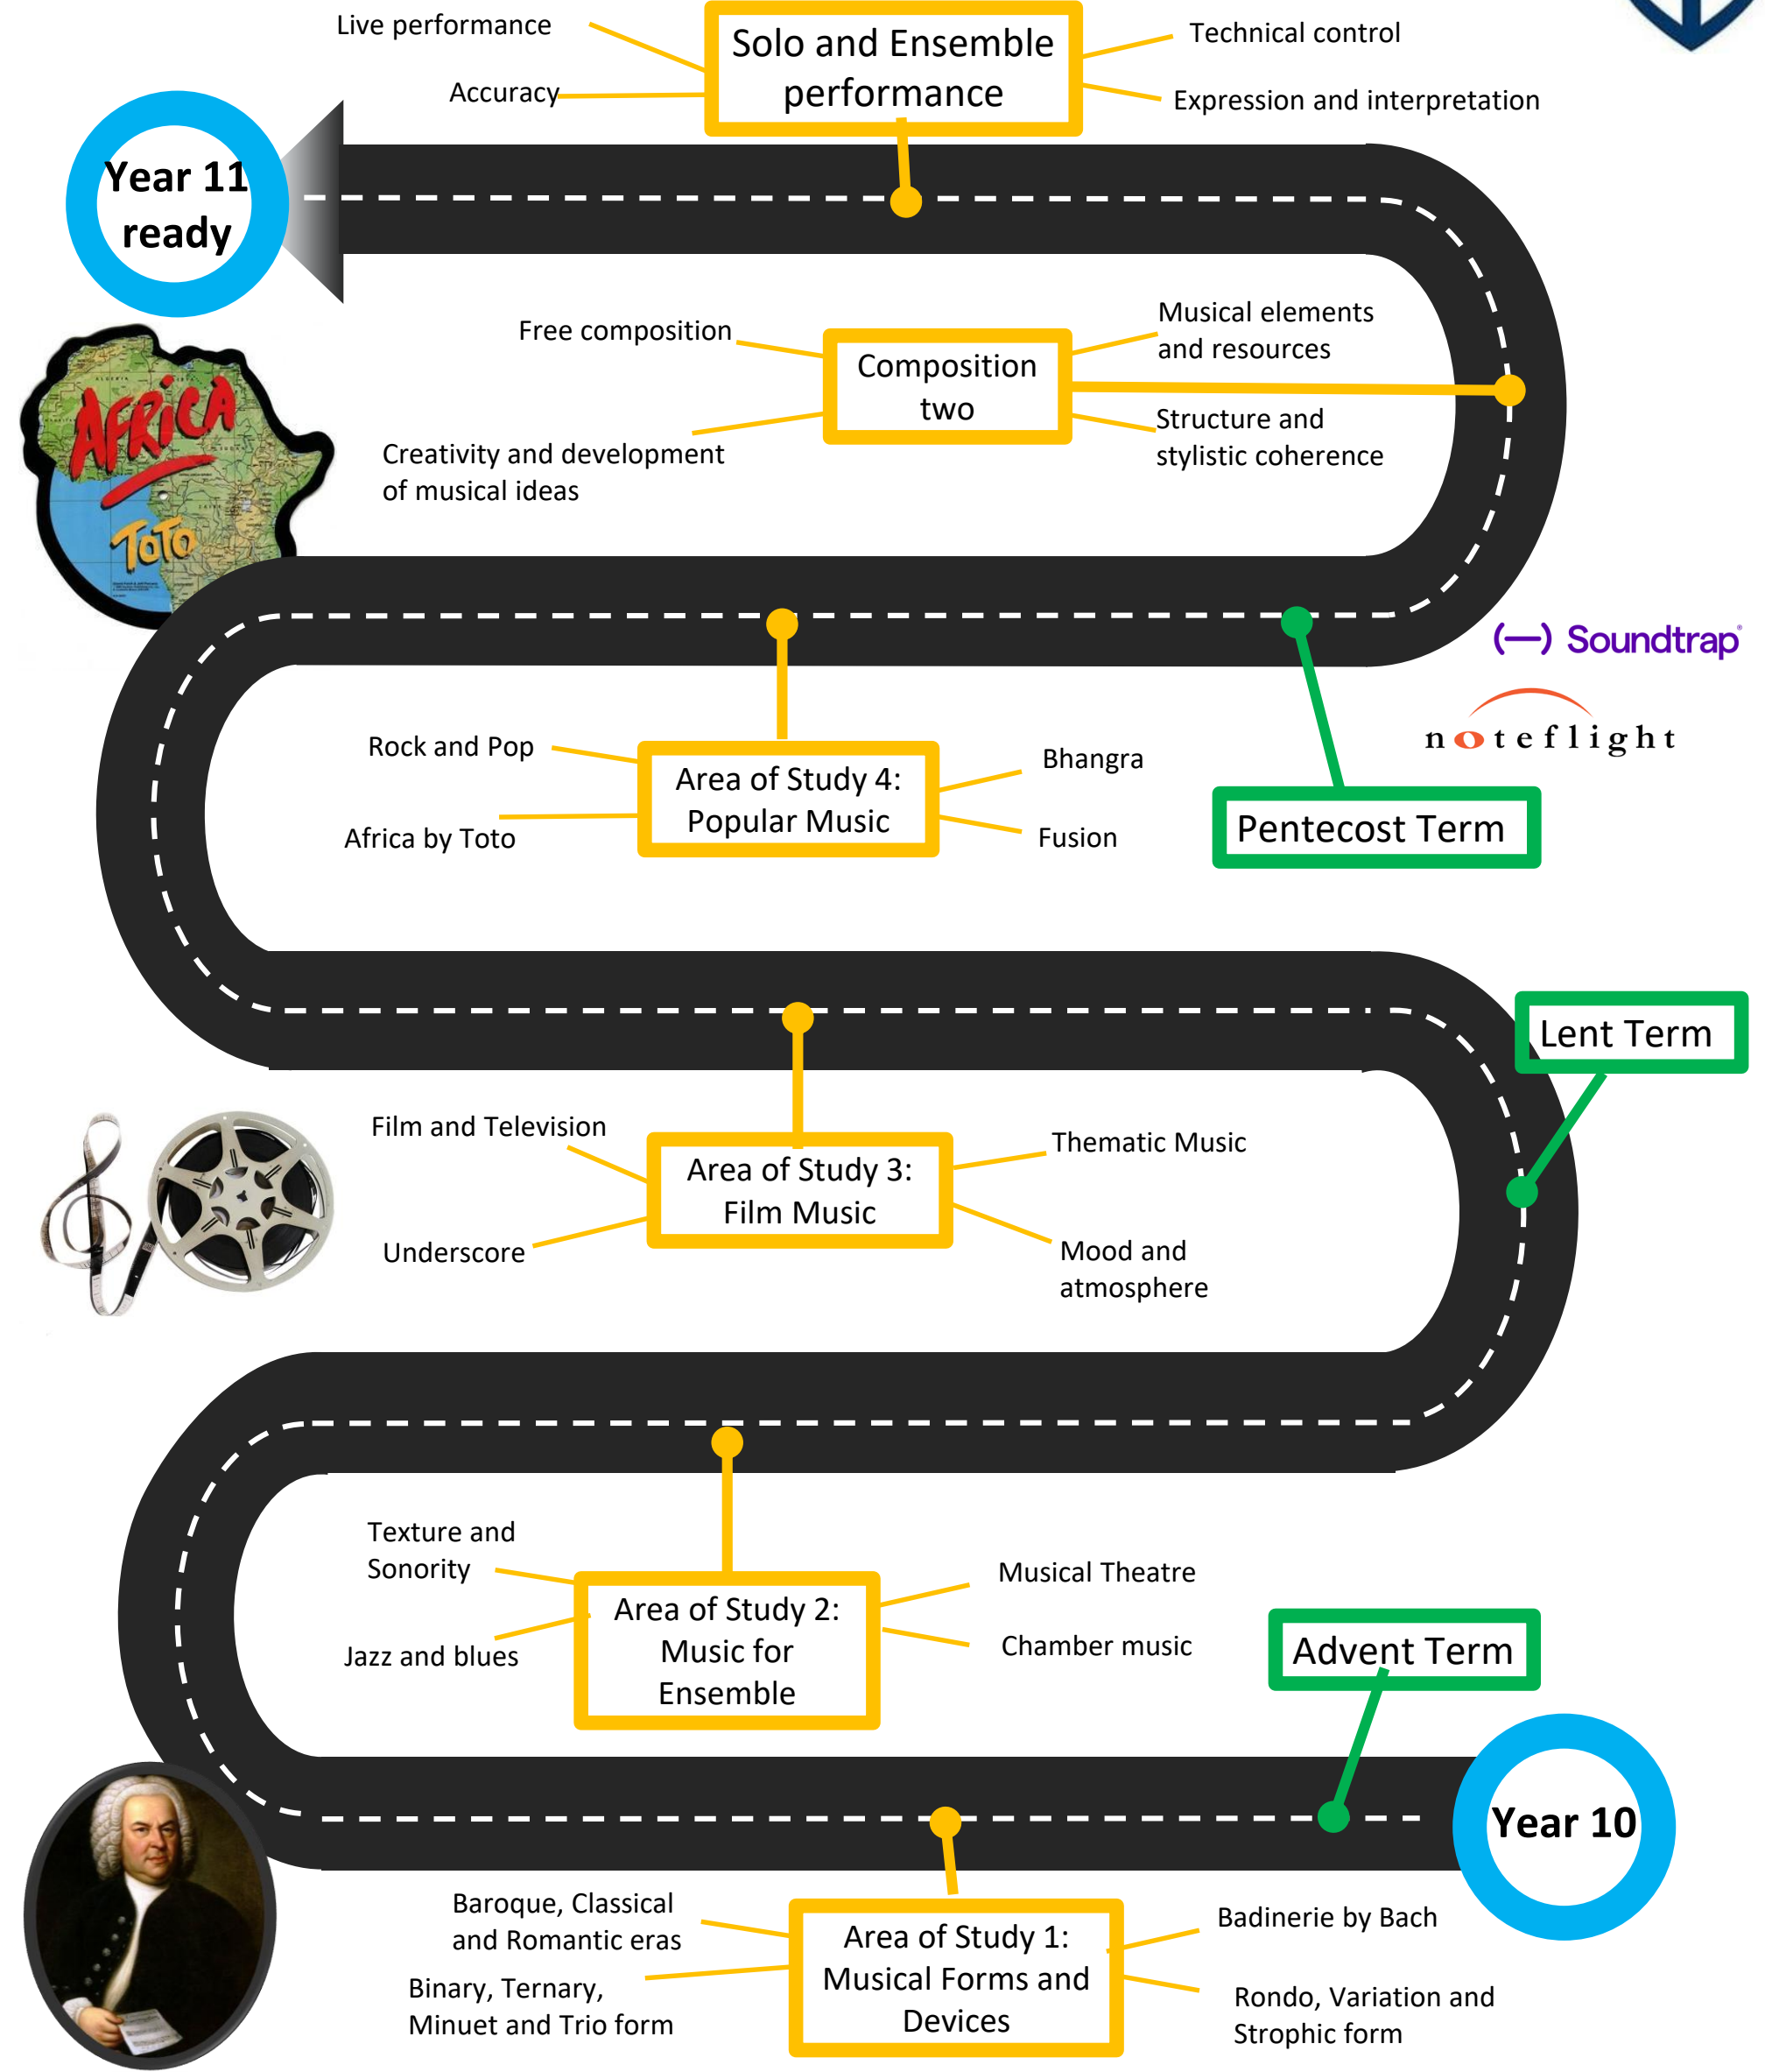 Live performance
Solo and Ensemble
performance
Technical control
Accuracy
Expression and interpretation
Year 11
ready
Free composition
Composition
two
Musical elements
and resources
Creativity and development
of musical ideas
Structure and
stylistic coherence
AFRICA
TOTO
Soundtrap
noteflight
Rock and Pop
Area of Study 4:
Popular Music
Bhangra
Africa by Toto
Fusion
Pentecost Term
Lent Term
Film and Television
Area of Study 3:
Film Music
Thematic Music
Underscore
Mood and
atmosphere
Texture and
Sonority
Area of Study 2:
Music for
Ensemble
Musical Theatre
Jazz and blues
Chamber music
Advent Term
Year 10
Baroque, Classical
and Romantic eras
Area of Study 1:
Musical Forms and
Devices
Badinerie by Bach
Binary, Ternary,
Minuet and Trio form
Rondo, Variation and
Strophic form